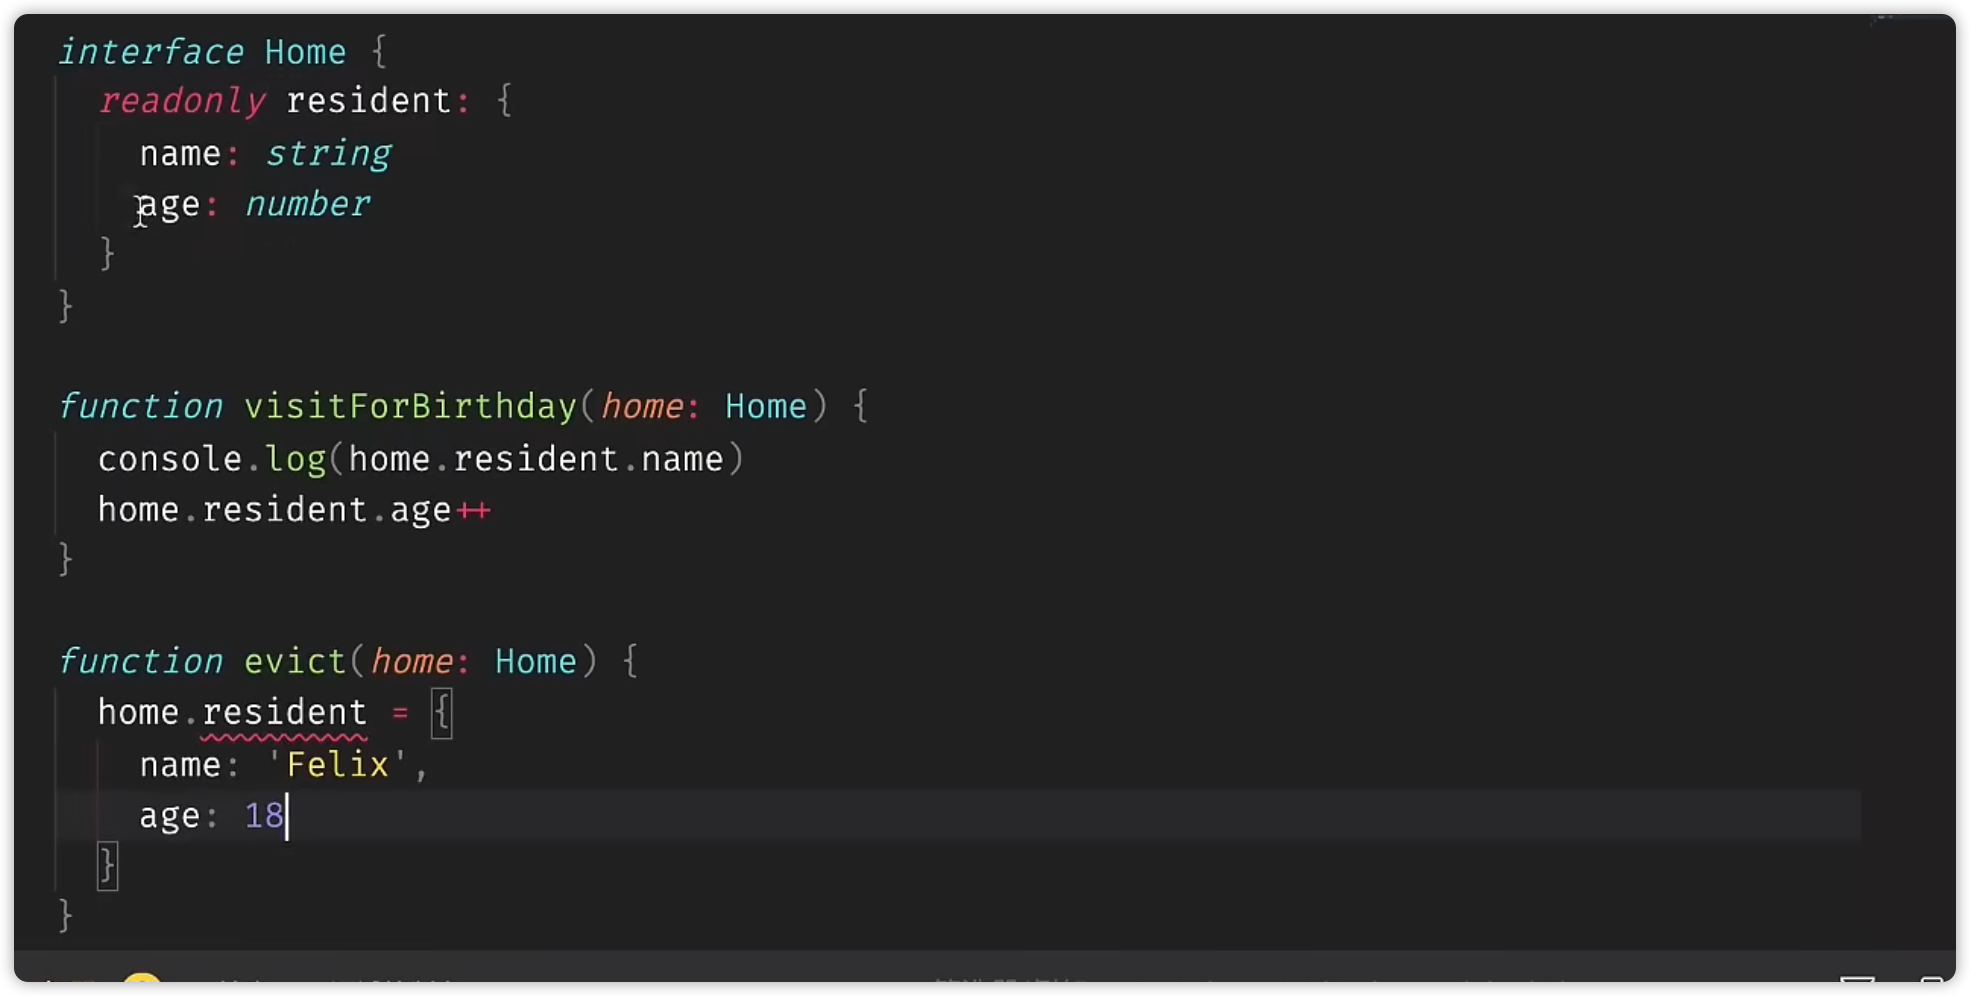 interface Home {
readonly resident: {
name: string
age: number
}
}
function visitForBirthday(home: Home) {
console.log(home.resident.name)
home.resident.age++
}
function evict(home: Home) {
home.resident = {
name: 'Felix',
age: 18
}
}